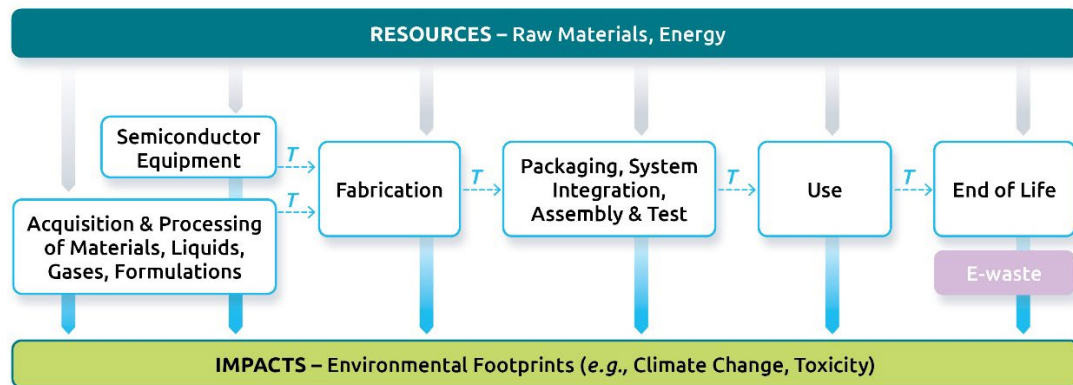 RESOURCES – Raw Materials, Energy
Semiconductor
Equipment
T
Acquisition & Processing
of Materials, Liquids,
Gases, Formulations
T
Fabrication
T
Packaging, System
Integration,
Assembly & Test
T
Use
T
End of Life
E-waste
IMPACTS – Environmental Footprints (e.g., Climate Change, Toxicity)